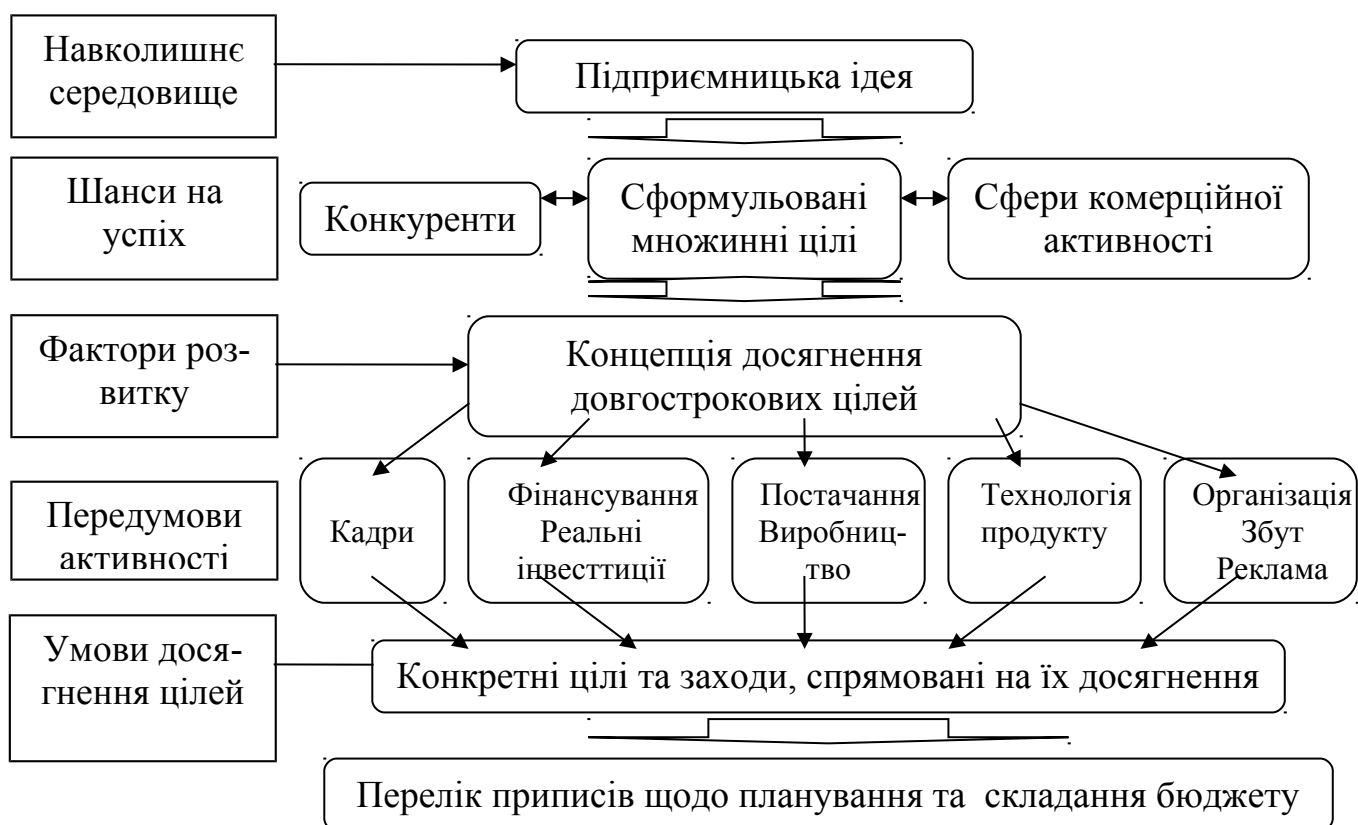 Навколишнє
середовище
Підприємницька ідея
Шанси на
успіх
Конкуренти
Сформульовані
множинні цілі
Сфери комерційної
активності
Фактори роз-
витку
Концепція досягнення
довгострокових цілей
Передумови
активності
Кадри
Фінансування
Реальні
інвесттиції
Постачання
Виробниц-
тво
Технологія
продукту
Організація
Збут
Реклама
Умови дося-
гнення цілей
Конкретні цілі та заходи, спрямовані на їх досягнення
Перелік приписів щодо планування та складання бюджету